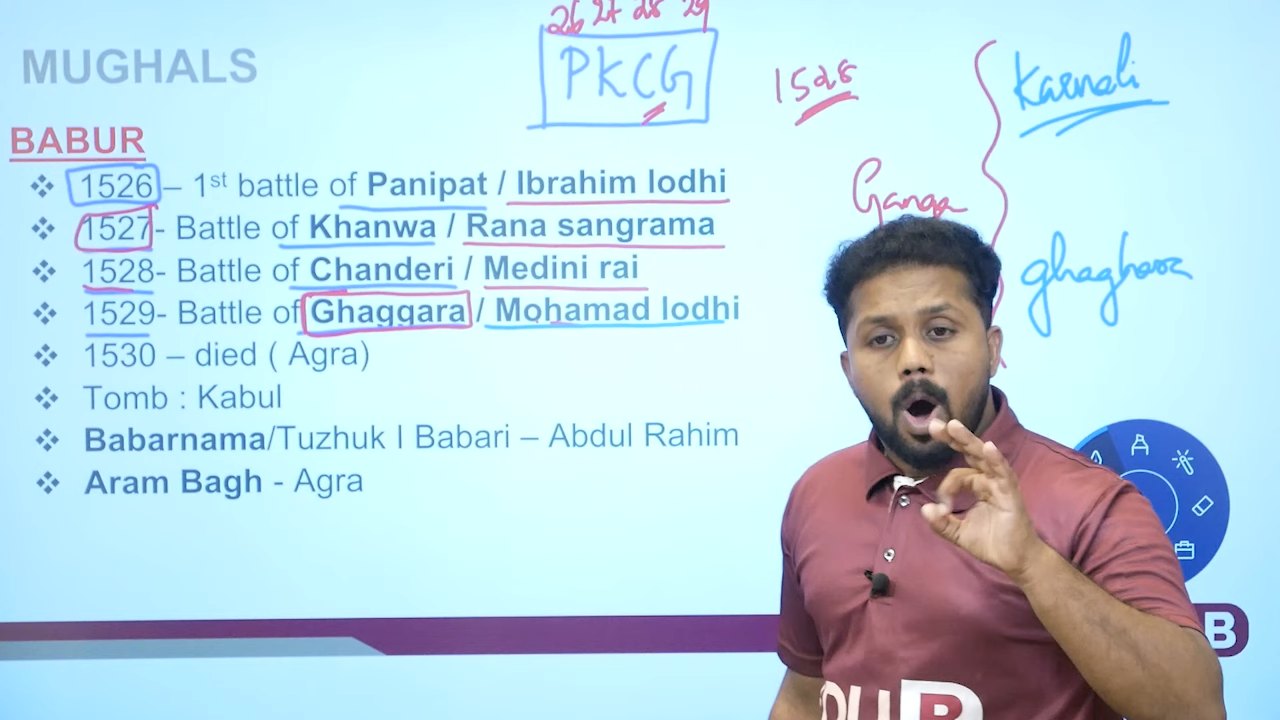 26 27 28 29
MUGHALS
PKCG
1528
Karnali
BABUR
❖ 1526 – 1st battle of Panipat / Ibrahim lodhi
Ganga
❖ 1527- Battle of Khanwa / Rana sangrama
❖ 1528- Battle of Chanderi / Medini rai
ghaghara
❖ 1529- Battle of Ghaggara / Mohamad lodhi
❖ 1530 – died ( Agra)
❖ Tomb : Kabul
❖ Babarnama/Tuzhuk I Babari – Abdul Rahim
❖ Aram Bagh - Agra
B